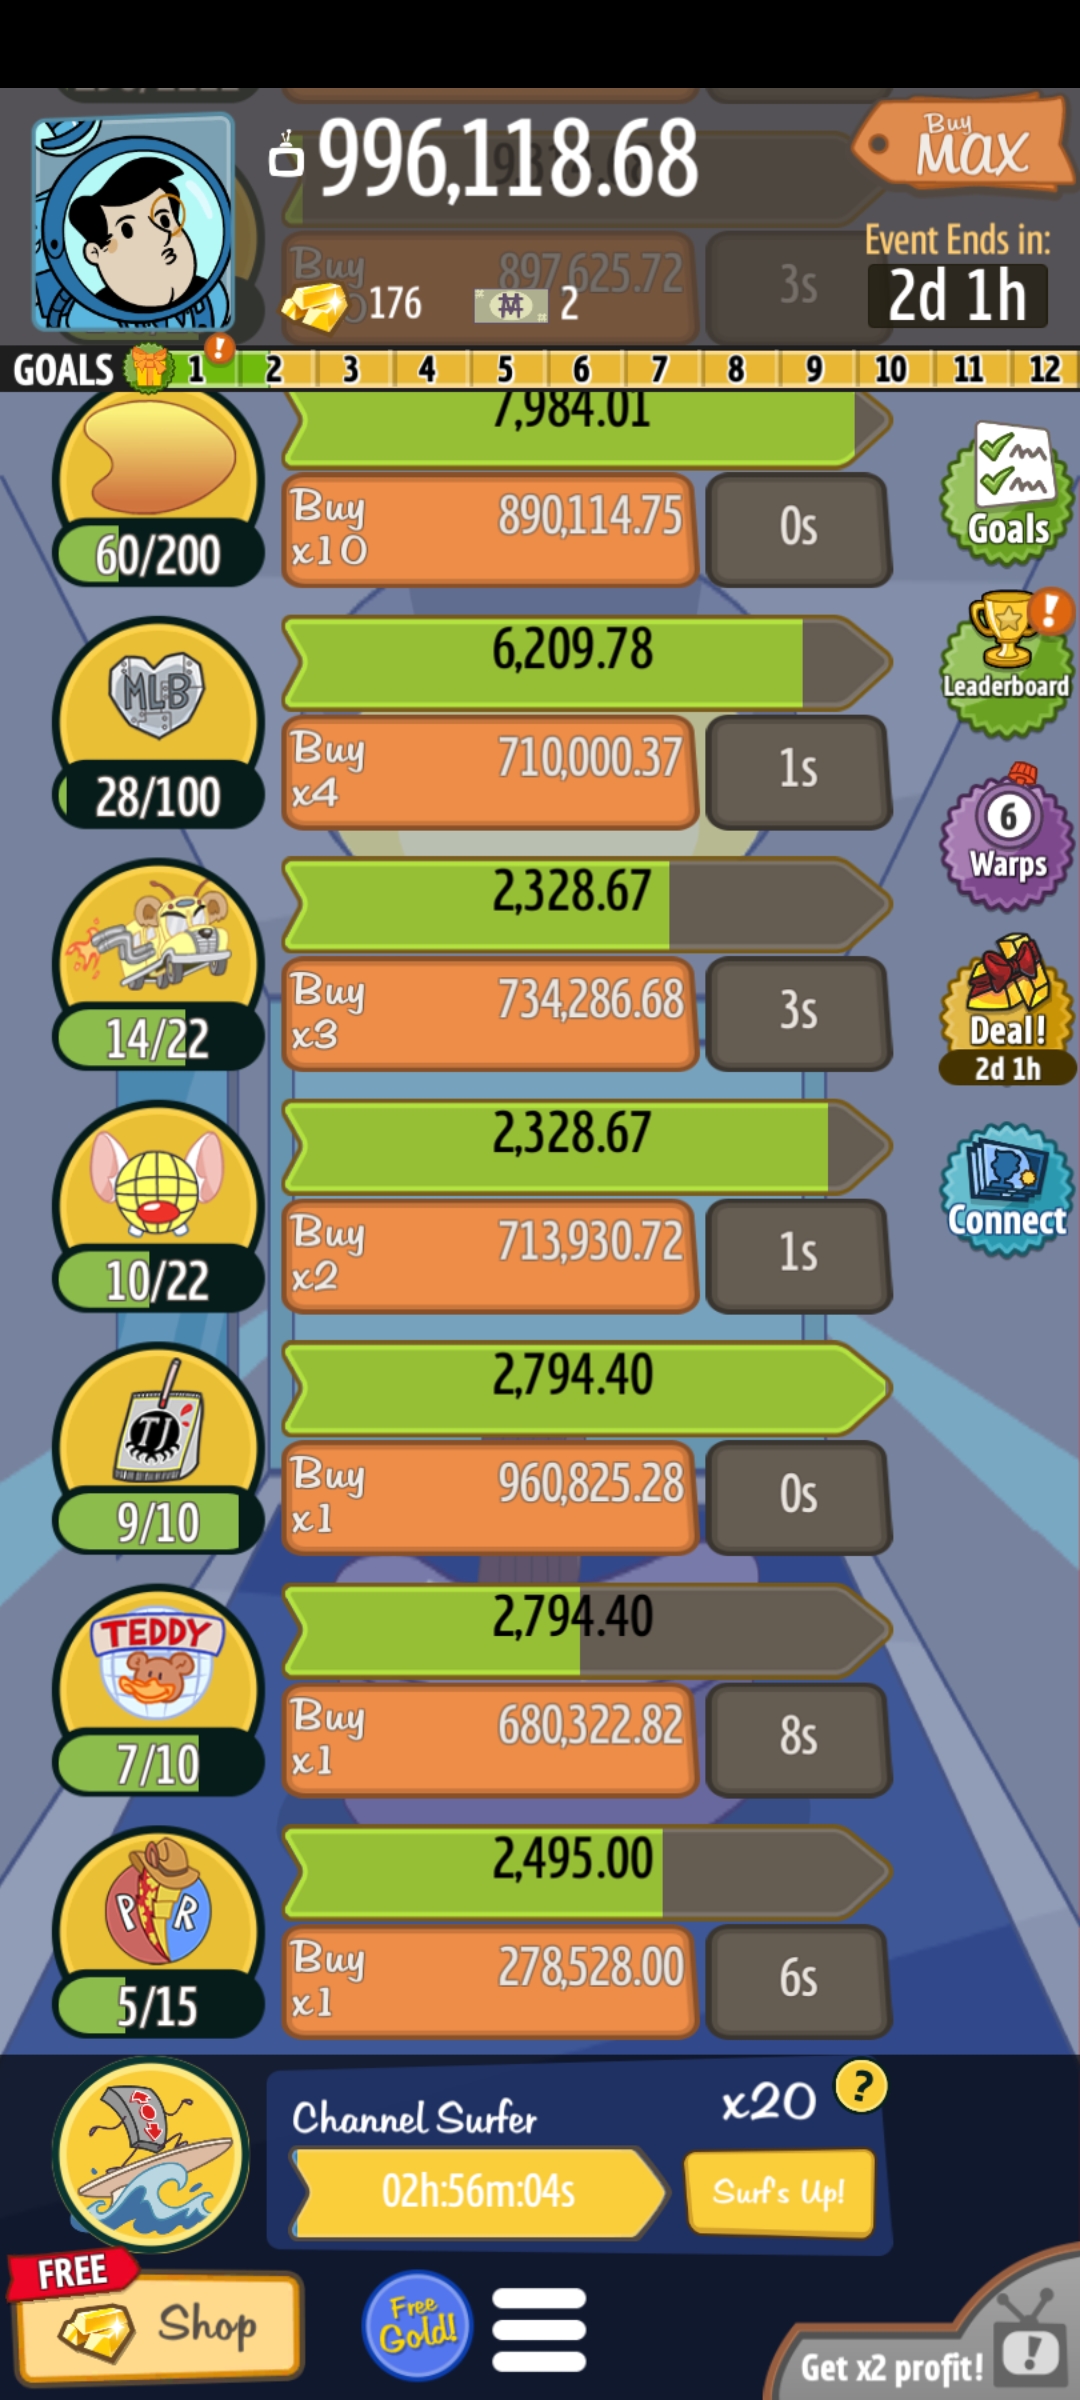 996,118.68
Buy
MAX
Event Ends in:
2d 1h
Buy
897,625.72
3s
176
2
GOALS
1 ! 2 3 4 5 6 7 8 9 10 11 12
7,984.01
60/200
Buy
x10
890,114.75
0s
Goals
MLB
28/100
6,209.78
Buy
x4
710,000.37
1s
!
Leaderboard
6
Warps
14/22
2,328.67
Buy
x3
734,286.68
3s
Deal!
2d 1h
10/22
2,328.67
Buy
x2
713,930.72
1s
Connect
TJ
9/10
2,794.40
Buy
x1
960,825.28
0s
TEDDY
7/10
2,794.40
Buy
x1
680,322.82
8s
P R
5/15
2,495.00
Buy
x1
278,528.00
6s
Channel Surfer
x20
?
02h:56m:04s
Surf's Up!
FREE
Shop
Free
Gold!
Get x2 profit!
!